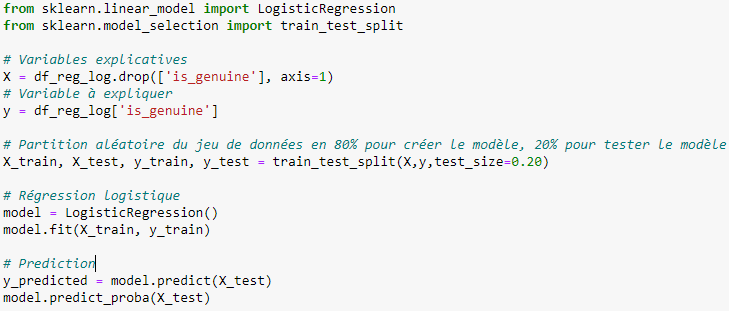 from sklearn.linear_model import LogisticRegression
from sklearn.model_selection import train_test_split
# Variables explicatives
X = df_reg_log.drop(['is_genuine'], axis=1)
# Variable à expliquer
y = df_reg_log['is_genuine']
# Partition aléatoire du jeu de données en 80% pour créer le modèle, 20% pour tester le modèle
X_train, X_test, y_train, y_test = train_test_split(X,y,test_size=0.20)
# Régression logistique
model = LogisticRegression()
model.fit(X_train, y_train)
# Prediction
y_predicted = model.predict(X_test)
model.predict_proba(X_test)